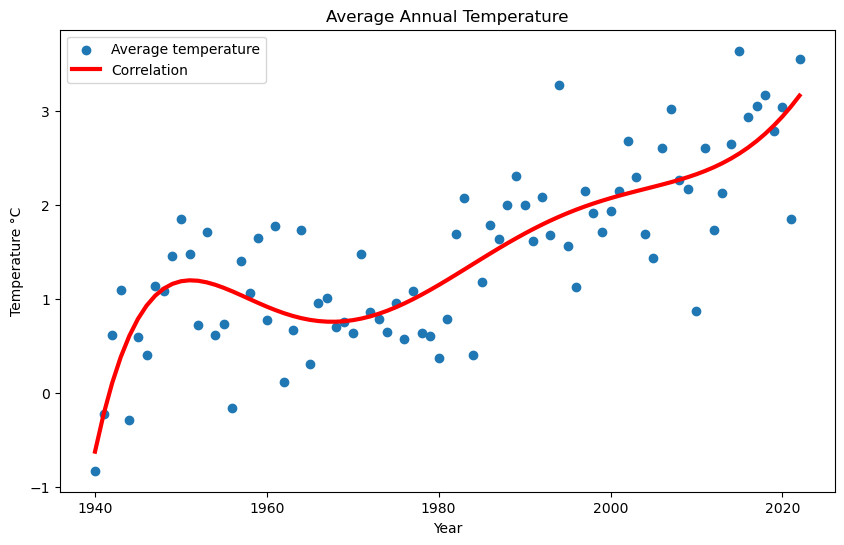 Average Annual Temperature
Average temperature
Correlation
Temperature °C
3
2
1
0
−1
1940
1960
1980
2000
2020
Year